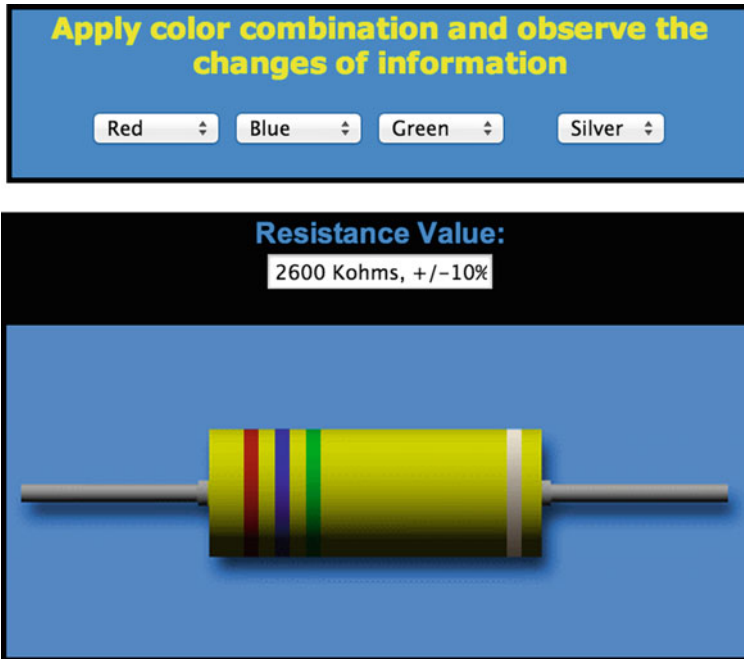 Apply color combination and observe the
changes of information
Red Blue Green Silver
Resistance Value:
2600 Kohms, +/-10%